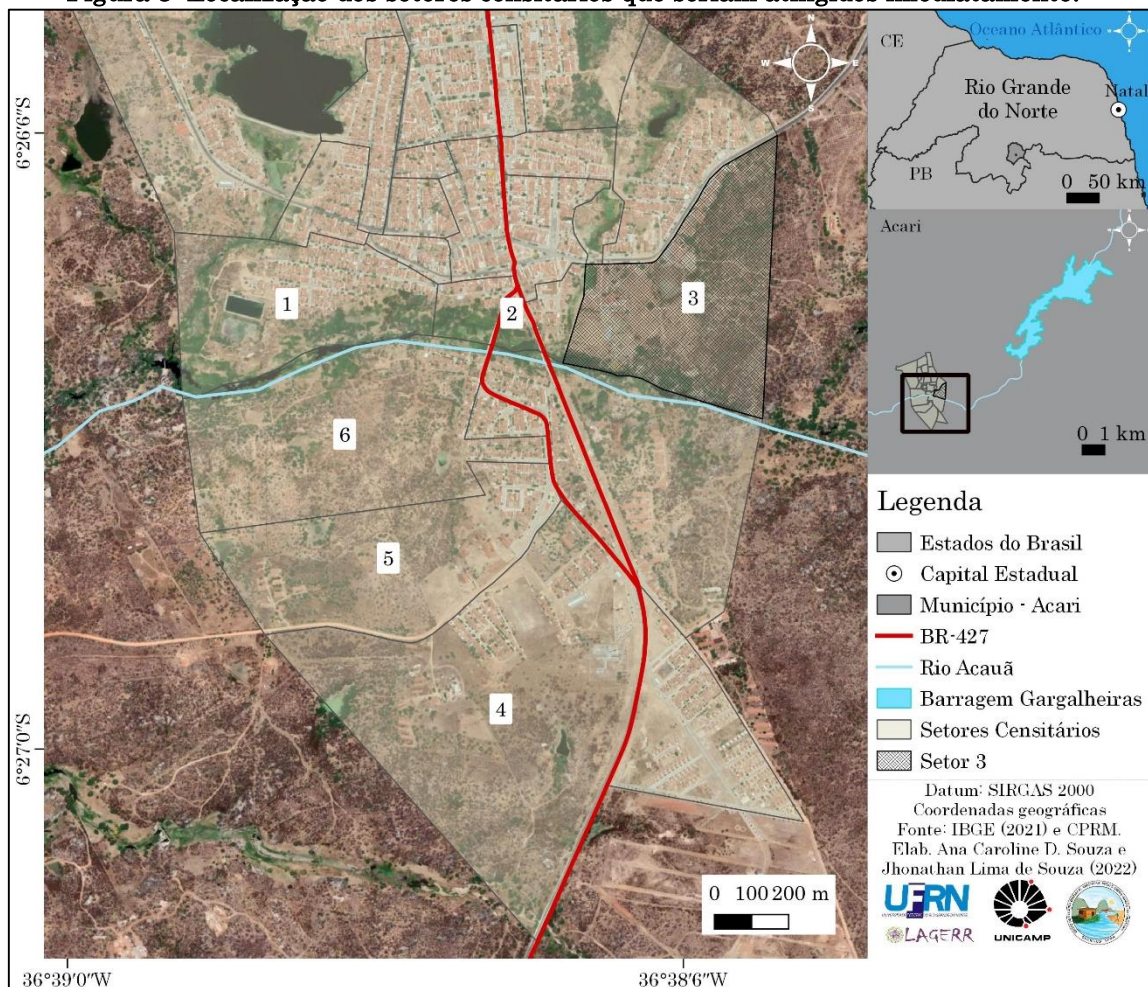 Figura 3- Localização dos setores censitários que seriam atingidos imediatamente.
6°26'6"S
6°27'0"S
36°39'0"W
36°38'6"W
N
W
E
S
1
2
3
4
5
6
0 100200 m
CE
Oceano Atlântico
Rio Grande
do Norte
Natal
PB
0 50 km
Acari
0 1 km
Legenda
Estados do Brasil
Capital Estadual
Município - Acari
BR-427
Rio Acauã
Barragem Gargalheiras
Setores Censitários
Setor 3
Datum: SIRGAS 2000
Coordenadas geográficas
Fonte: IBGE (2021) e CPRM.
Elab. Ana Caroline D. Souza e
Jhonathan Lima de Souza (2022)
UFRN
LAGERR
UNICAMP